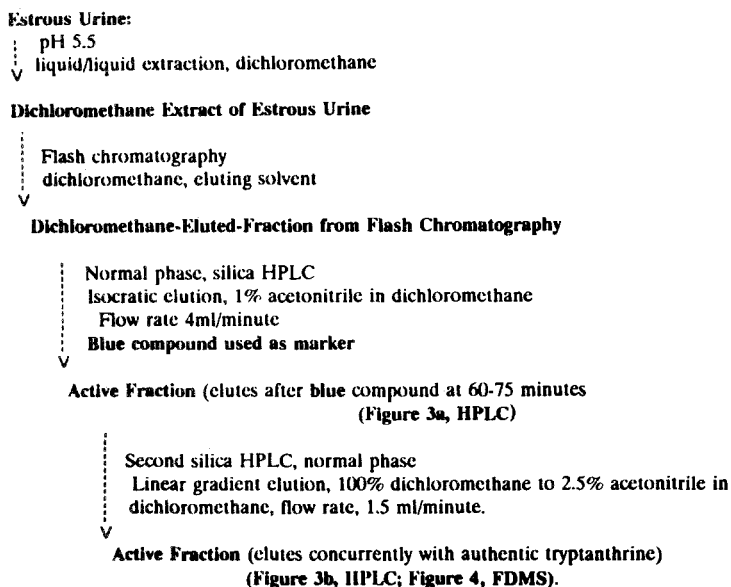 Estrous Urine:
pH 5.5
liquid/liquid extraction, dichloromethane
Dichloromethane Extract of Estrous Urine
Flash chromatography
dichloromethane, eluting solvent
Dichloromethane-Eluted-Fraction from Flash Chromatography
Normal phase, silica HPLC
Isocratic elution, 1% acetonitrile in dichloromethane
Flow rate 4ml/minute
Blue compound used as marker
Active Fraction (elutes after blue compound at 60-75 minutes
(Figure 3a, HPLC)
Second silica HPLC, normal phase
Linear gradient elution, 100% dichloromethane to 2.5% acetonitrile in
dichloromethane, flow rate, 1.5 ml/minute.
Active Fraction (elutes concurrently with authentic tryptanthrine)
(Figure 3b, HPLC; Figure 4, FDMS).